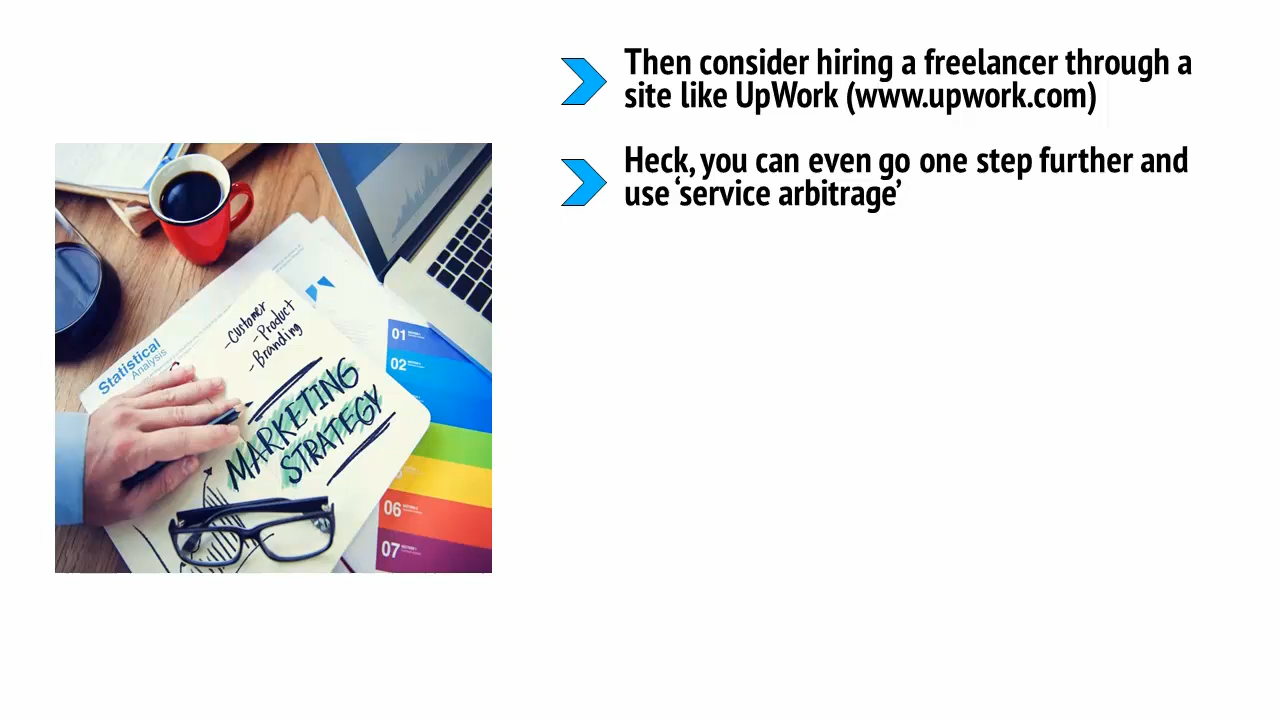 Then consider hiring a freelancer through a
site like UpWork (www.upwork.com)
Heck, you can even go one step further and
use ‘service arbitrage’
- Customer
- Product
- Branding
Statistical
Analysis
MARKETING
STRATEGY
01
02
06
07